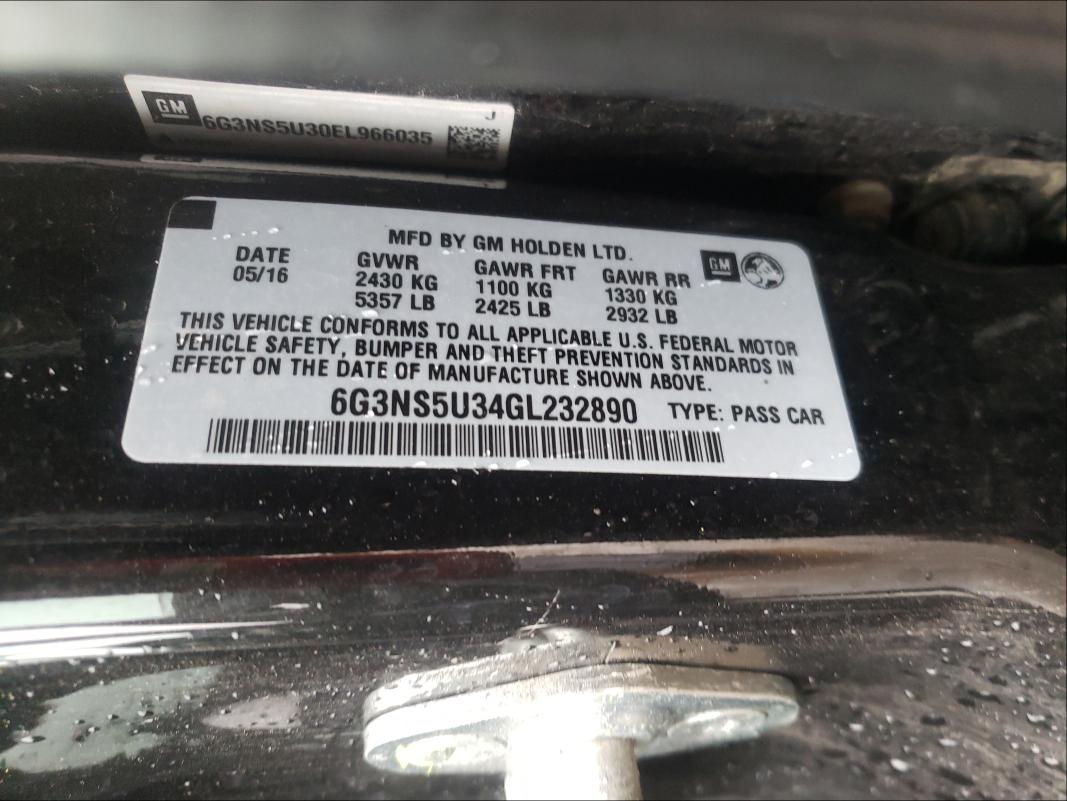 GM
6G3NS5U30EL966035
J
MFD BY GM HOLDEN LTD.
DATE GVWR GAWR FRT GAWR RR GM
05/16 2430 KG 1100 KG 1330 KG
5357 LB 2425 LB 2932 LB
THIS VEHICLE CONFORMS TO ALL APPLICABLE U.S. FEDERAL MOTOR
VEHICLE SAFETY, BUMPER AND THEFT PREVENTION STANDARDS IN
EFFECT ON THE DATE OF MANUFACTURE SHOWN ABOVE.
6G3NS5U34GL232890 TYPE: PASS CAR